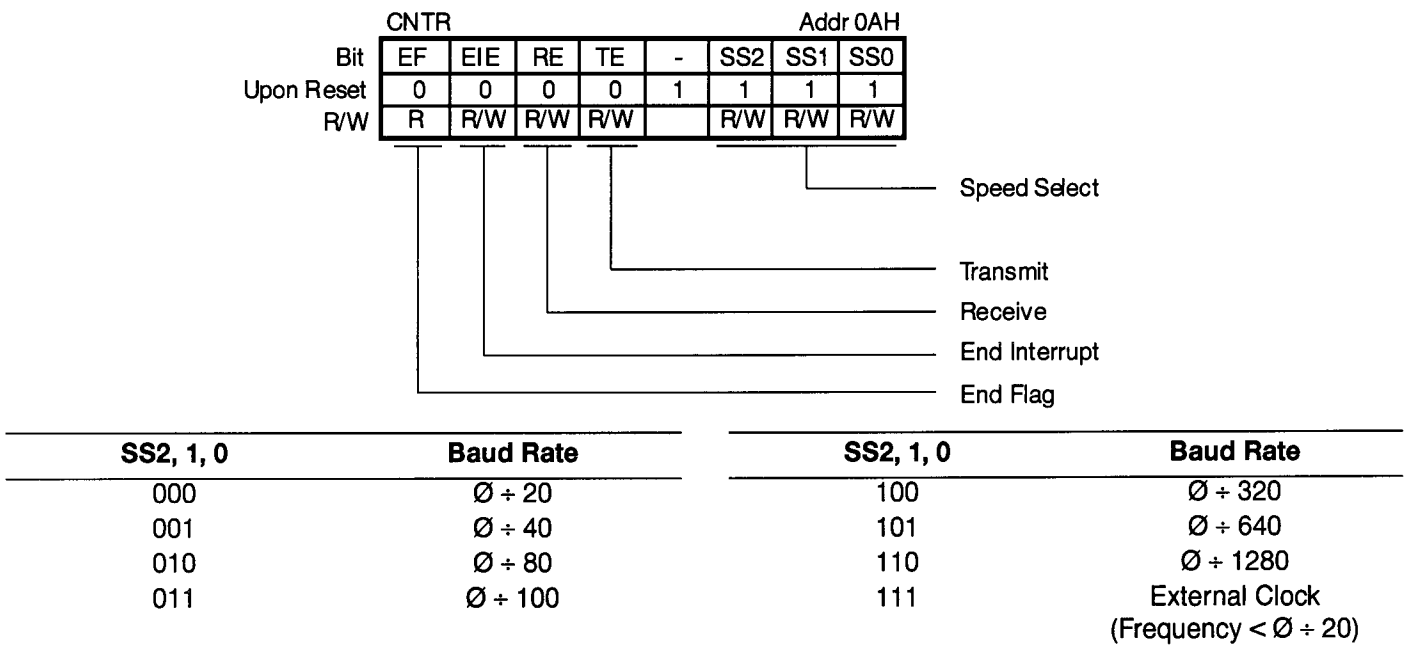 CNTR Addr 0AH
Bit EF EIE RE TE - SS2 SS1 SS0
Upon Reset 0 0 0 0 1 1 1 1
R/W R R/W R/W R/W R/W R/W R/W
Speed Select
Transmit
Receive
End Interrupt
End Flag
SS2, 1, 0 Baud Rate SS2, 1, 0 Baud Rate
000 Ø ÷ 20 100 Ø ÷ 320
001 Ø ÷ 40 101 Ø ÷ 640
010 Ø ÷ 80 110 Ø ÷ 1280
011 Ø ÷ 100 111 External Clock
(Frequency < Ø ÷ 20)